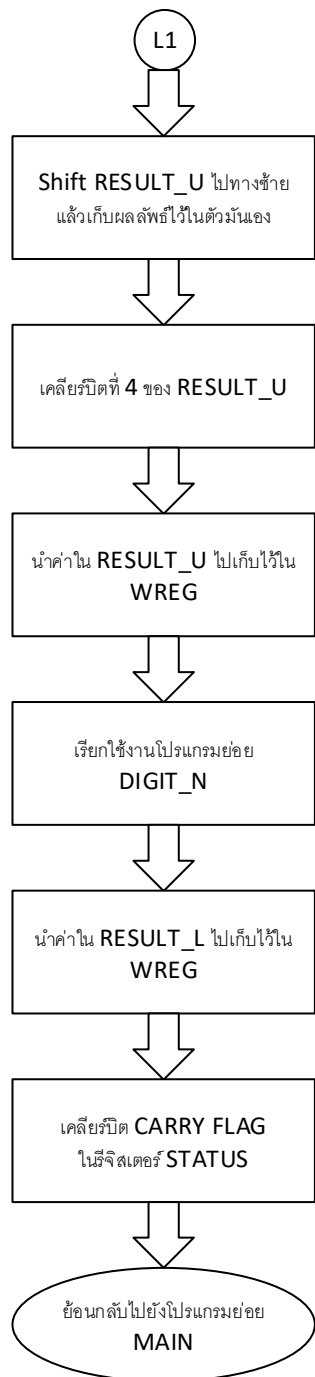 L1
Shift RESULT_U ไปทางซ้าย
แล้วเก็บผลลัพธ์ไว้ในตัวมันเอง
เคลียร์บิตที่ 4 ของ RESULT_U
นำค่าใน RESULT_U ไปเก็บไว้ใน
WREG
เรียกใช้งานโปรแกรมย่อย
DIGIT_N
นำค่าใน RESULT_L ไปเก็บไว้ใน
WREG
เคลียร์บิต CARRY FLAG
ในรีจิสเตอร์ STATUS
ย้อนกลับไปยังโปรแกรมย่อย
MAIN